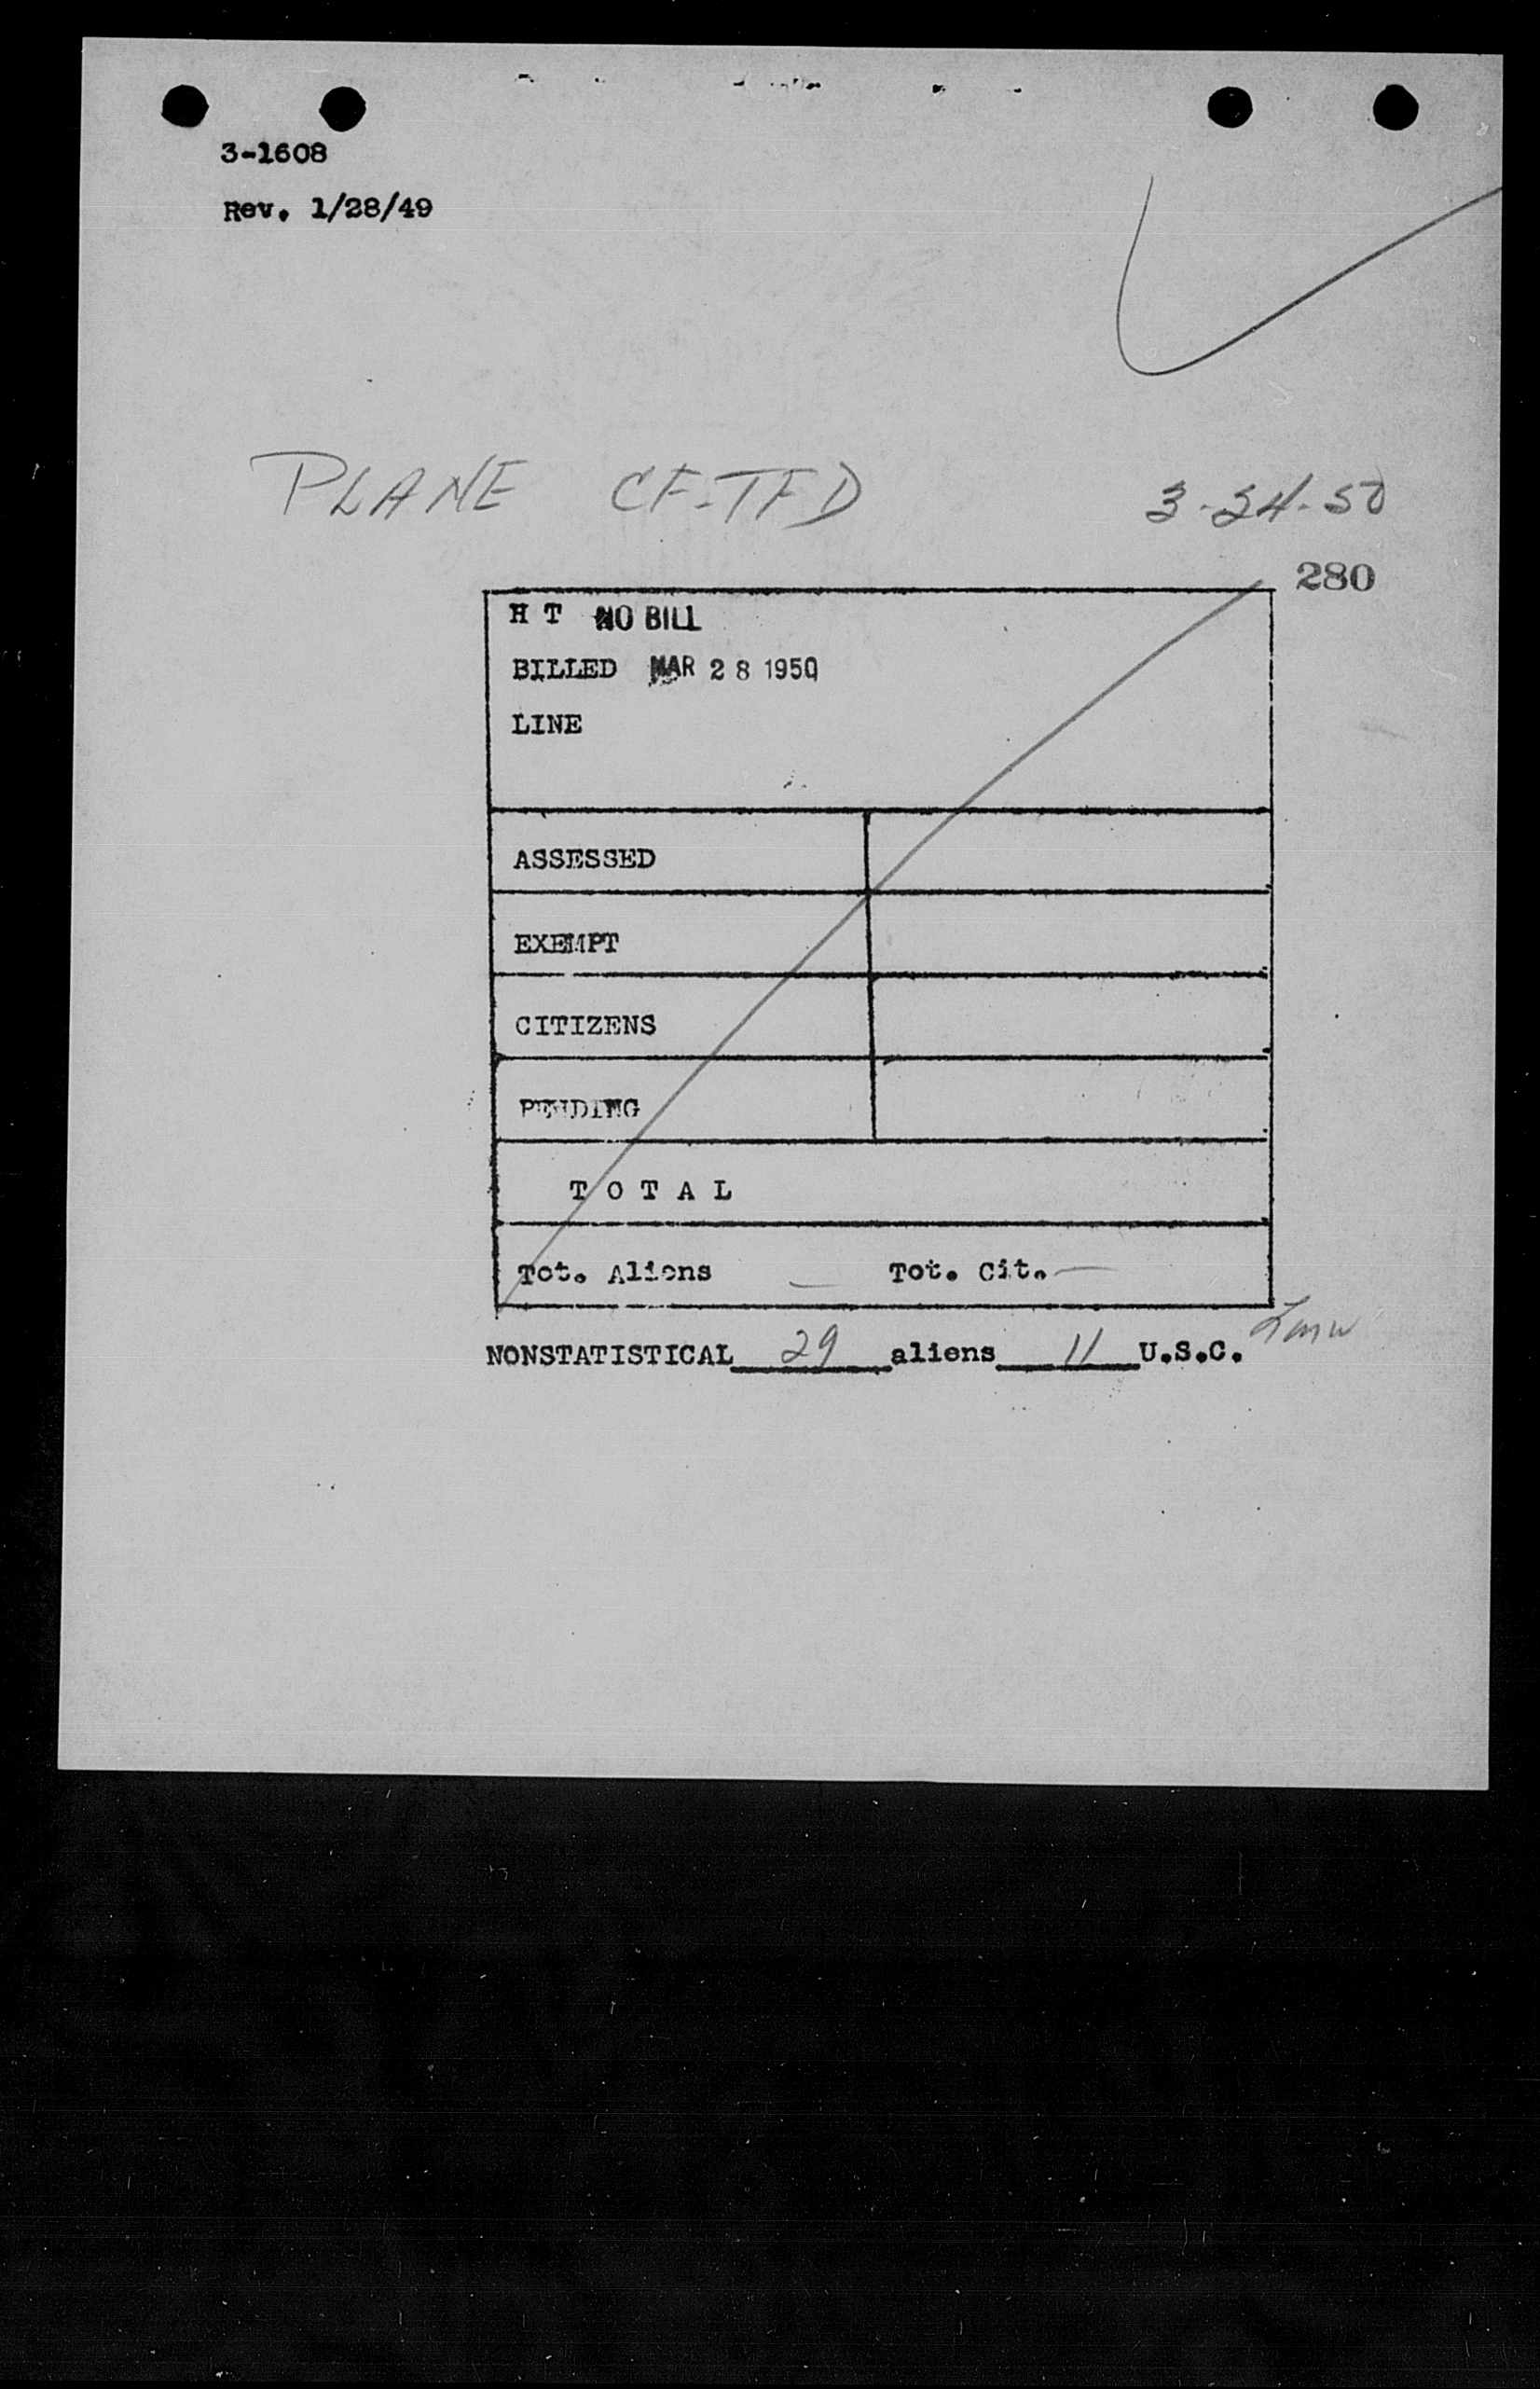 3-1608
Rev. 1/28/49
PLANE CF-TFD 3-24-50
280
H T NO BILL
BILLED MAR 28 1950
LINE
ASSESSED
EXEMPT
CITIZENS
PENDING
T O T A L
Tot. Aliens — Tot. Cit. —
NONSTATISTICAL 29 aliens 11 U.S.C.